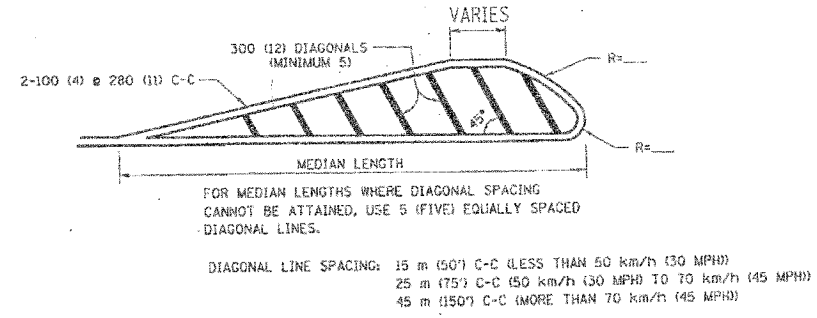 VARIES
300 (12) DIAGONALS
(MINIMUM 5)
2-100 (4) @ 280 (11) C-C
R=___
45°
R=___
MEDIAN LENGTH
FOR MEDIAN LENGTHS WHERE DIAGONAL SPACING
CANNOT BE ATTAINED, USE 5 (FIVE) EQUALLY SPACED
DIAGONAL LINES.
DIAGONAL LINE SPACING: 15 m (50') C-C (LESS THAN 50 km/h (30 MPH))
25 m (75') C-C (50 km/h (30 MPH) TO 70 km/h (45 MPH))
45 m (150') C-C (MORE THAN 70 km/h (45 MPH))